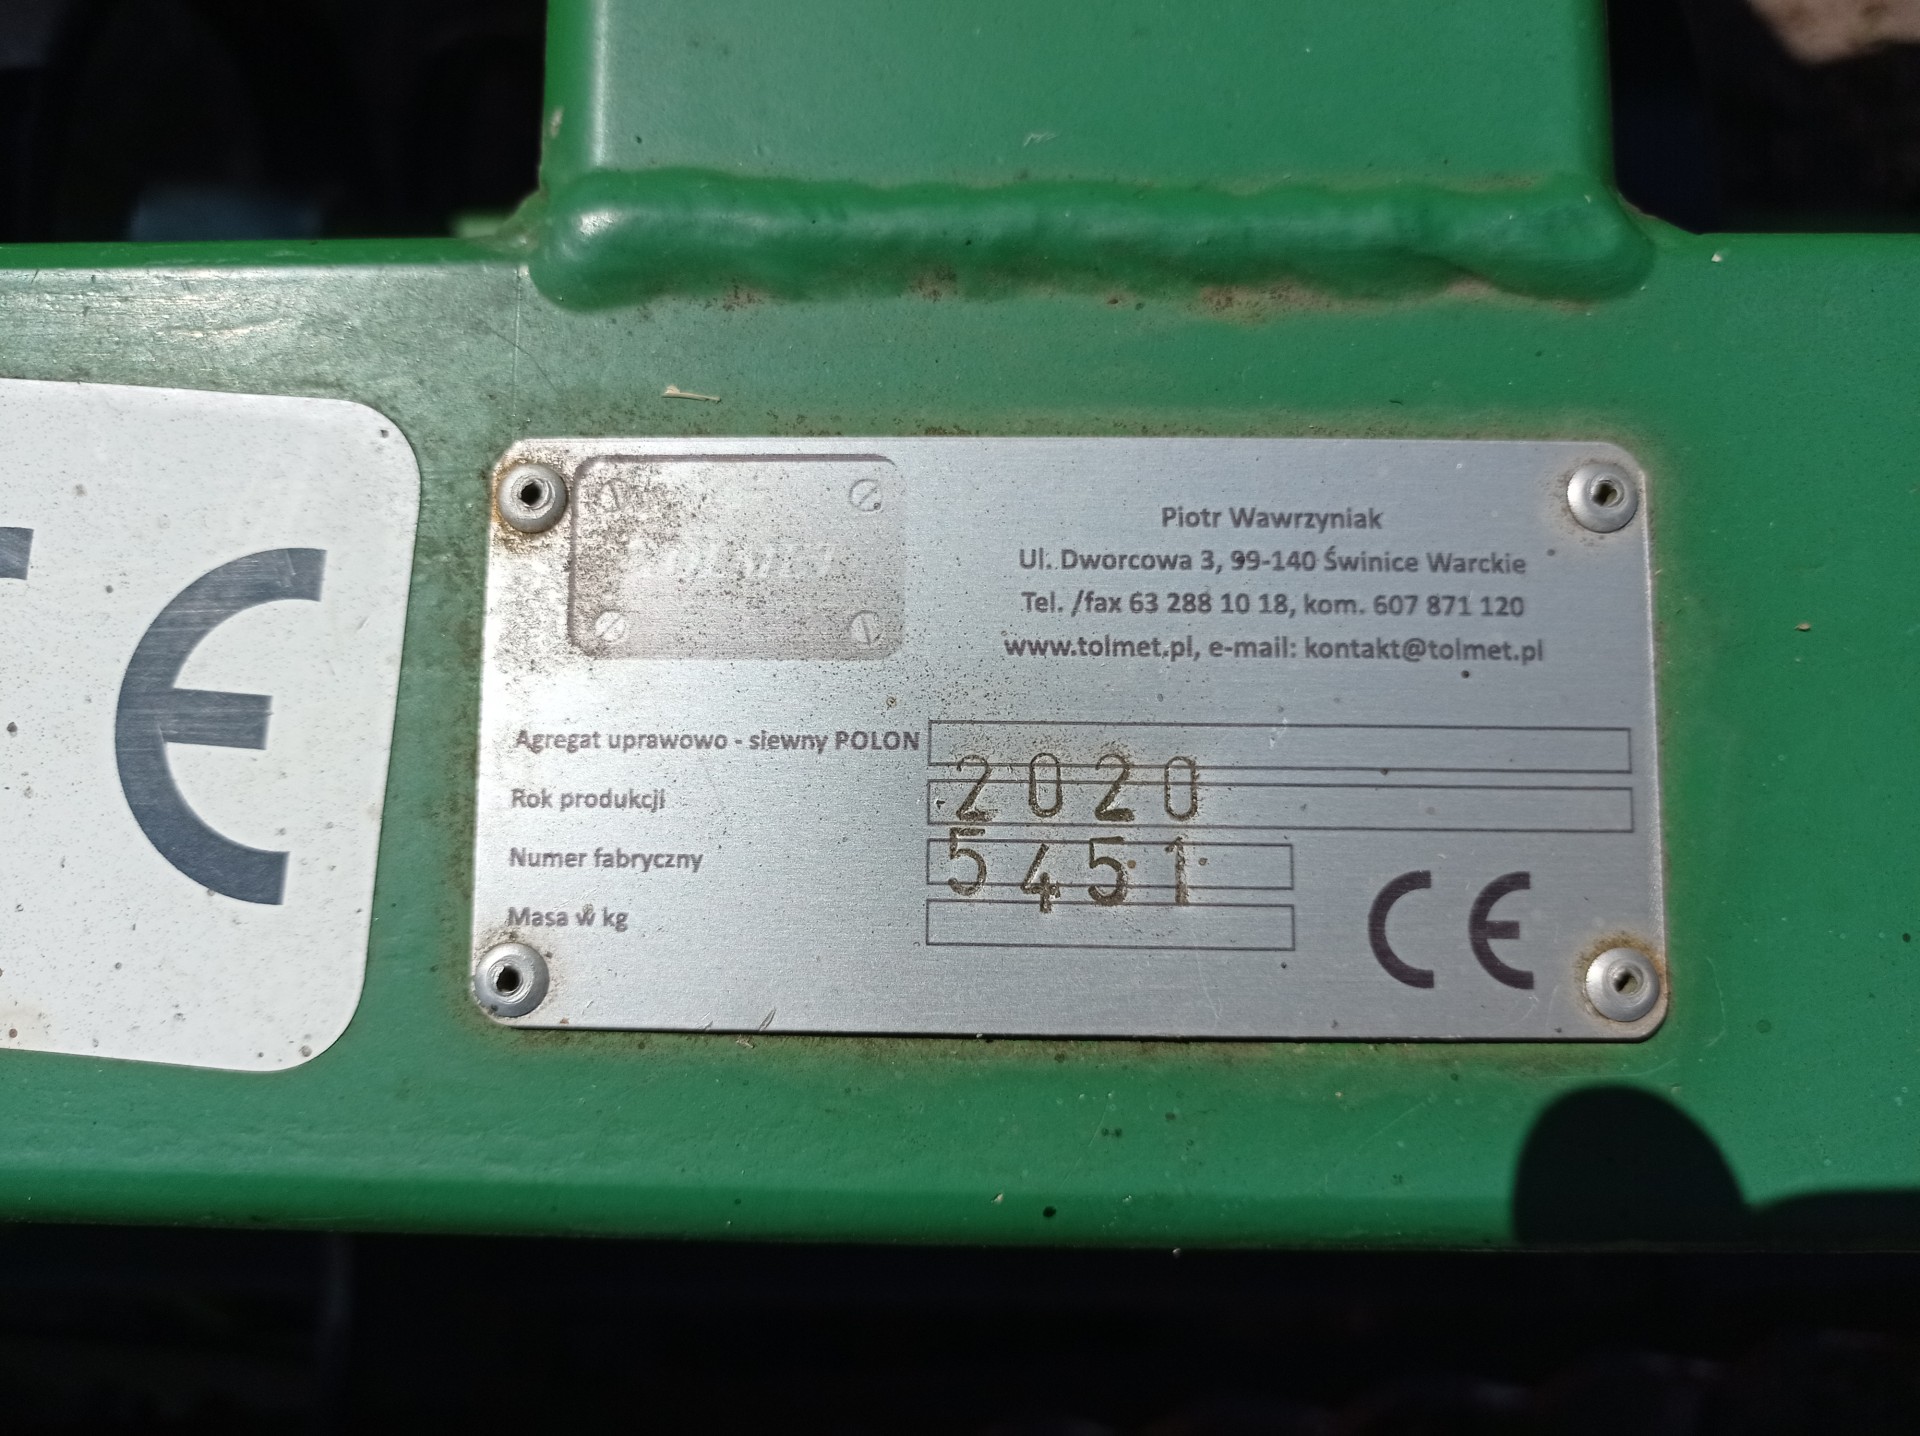 Piotr Wawrzyniak
Ul. Dworcowa 3, 99-140 Świnice Warckie
Tel. /fax 63 288 10 18, kom. 607 871 120
www.tolmet.pl, e-mail: kontakt@tolmet.pl
Agregat uprawowo - siewny POLON
Rok produkcji 2020
Numer fabryczny 5451
Masa w kg
CE